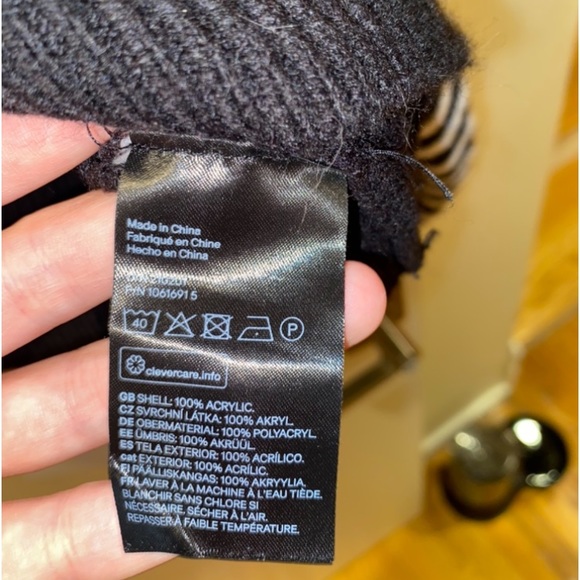 Made in China
Fabriqué en Chine
Hecho en China
P/N 1061691 5
40
P
clevercare.info
GB SHELL: 100% ACRYLIC.
CZ SVRCHNÍ LÁTKA: 100% AKRYL.
DE OBERMATERIAL: 100% POLYACRYL.
EE ÜMBRIS: 100% AKRÜÜL.
ES TELA EXTERIOR: 100% ACRÍLICO.
cat EXTERIOR: 100% ACRÍLIC.
FI PÄÄLLISKANGAS: 100% AKRYYLIA.
FR LAVER A LA MACHINE À L'EAU TIÈDE.
BLANCHIR SANS CHLORE SI
NÉCESSAIRE. SÉCHER À L'AIR.
REPASSER À FAIBLE TEMPÉRATURE.